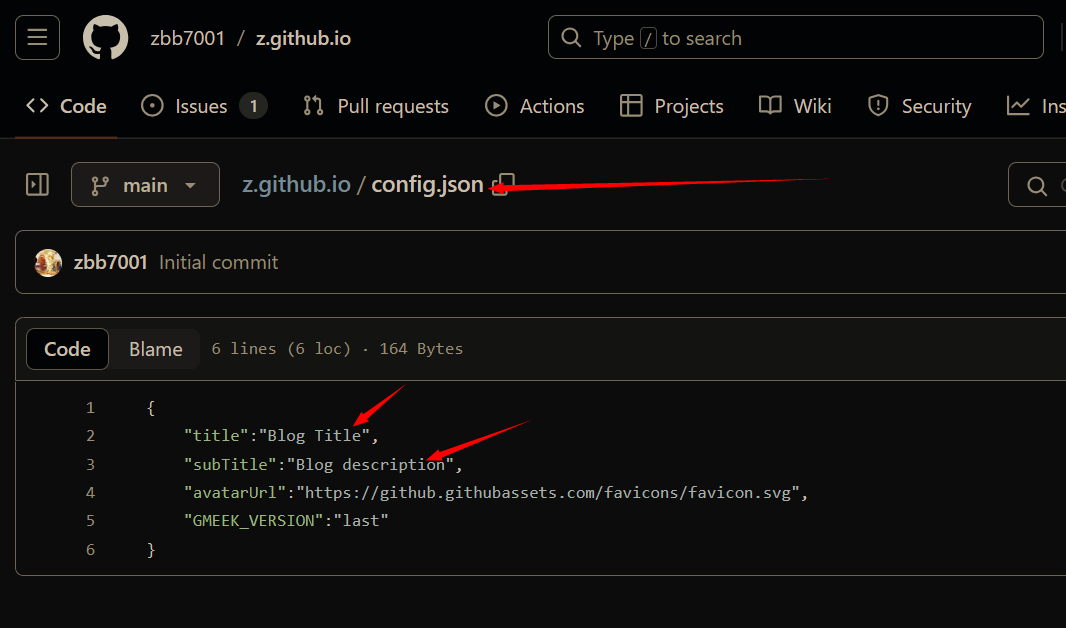 zbb7001 / z.github.io
Type / to search
Code Issues 1 Pull requests Actions Projects Wiki Security Ins
main z.github.io / config.json
zbb7001 Initial commit
Code Blame 6 lines (6 loc) · 164 Bytes
1 {
2 "title":"Blog Title",
3 "subTitle":"Blog description",
4 "avatarUrl":"https://github.githubassets.com/favicons/favicon.svg",
5 "GMEEK_VERSION":"last"
6 }